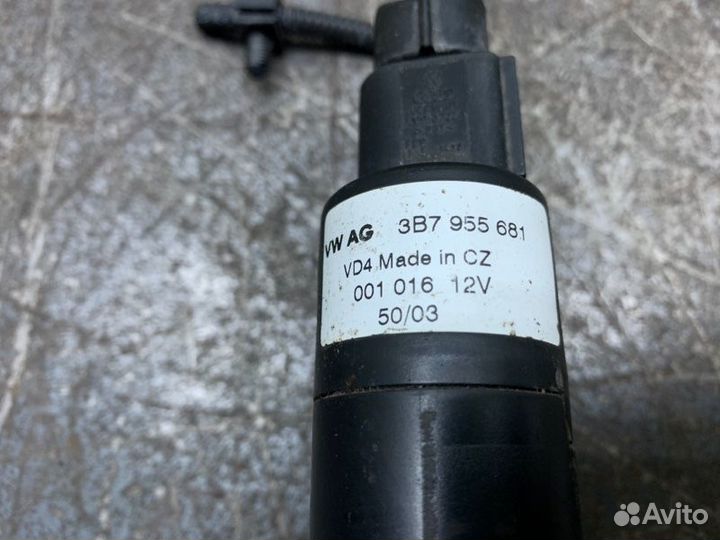 VW AG 3B7 955 681
VD4 Made in CZ
001 016 12V
50/03
Avito